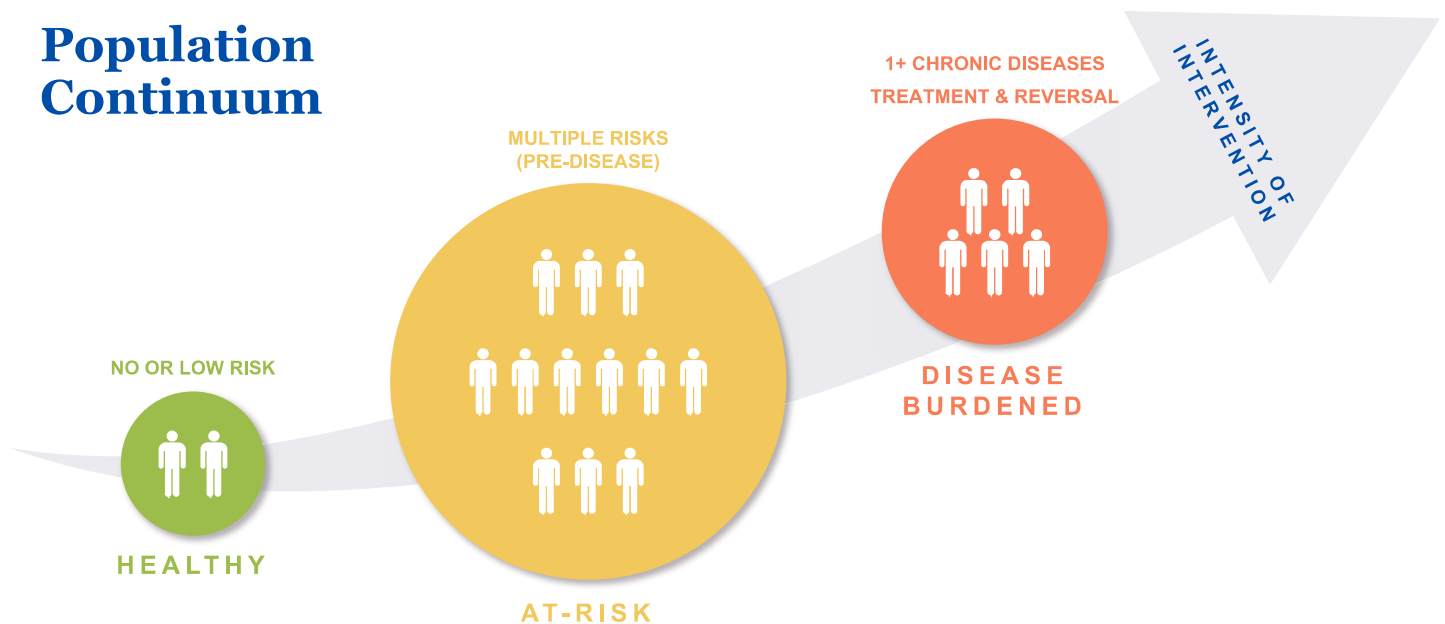 Population
Continuum
NO OR LOW RISK
HEALTHY
MULTIPLE RISKS
(PRE-DISEASE)
AT-RISK
1+ CHRONIC DISEASES
TREATMENT & REVERSAL
DISEASE
BURDENED
INTENSITY OF
INTERVENTION